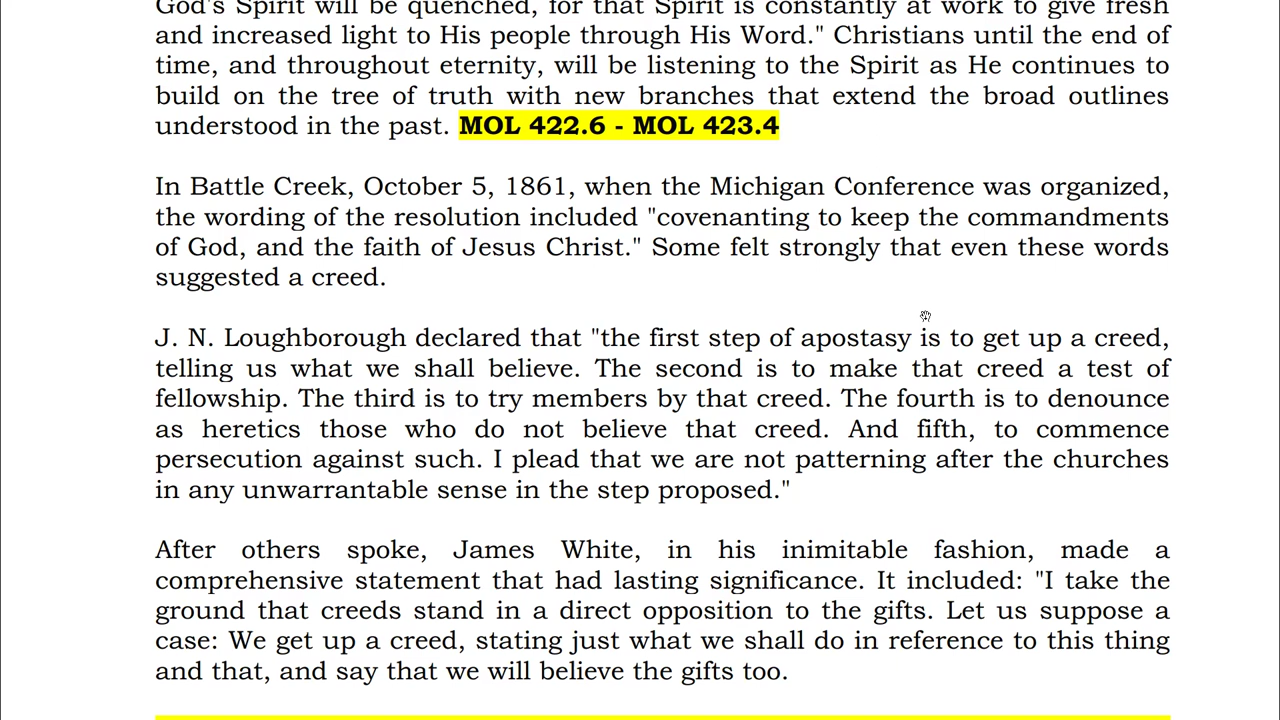 God's Spirit will be quenched, for that Spirit is constantly at work to give fresh
and increased light to His people through His Word." Christians until the end of
time, and throughout eternity, will be listening to the Spirit as He continues to
build on the tree of truth with new branches that extend the broad outlines
understood in the past. MOL 422.6 - MOL 423.4
In Battle Creek, October 5, 1861, when the Michigan Conference was organized,
the wording of the resolution included "covenanting to keep the commandments
of God, and the faith of Jesus Christ." Some felt strongly that even these words
suggested a creed.
J. N. Loughborough declared that "the first step of apostasy is to get up a creed,
telling us what we shall believe. The second is to make that creed a test of
fellowship. The third is to try members by that creed. The fourth is to denounce
as heretics those who do not believe that creed. And fifth, to commence
persecution against such. I plead that we are not patterning after the churches
in any unwarrantable sense in the step proposed."
After others spoke, James White, in his inimitable fashion, made a
comprehensive statement that had lasting significance. It included: "I take the
ground that creeds stand in a direct opposition to the gifts. Let us suppose a
case: We get up a creed, stating just what we shall do in reference to this thing
and that, and say that we will believe the gifts too.